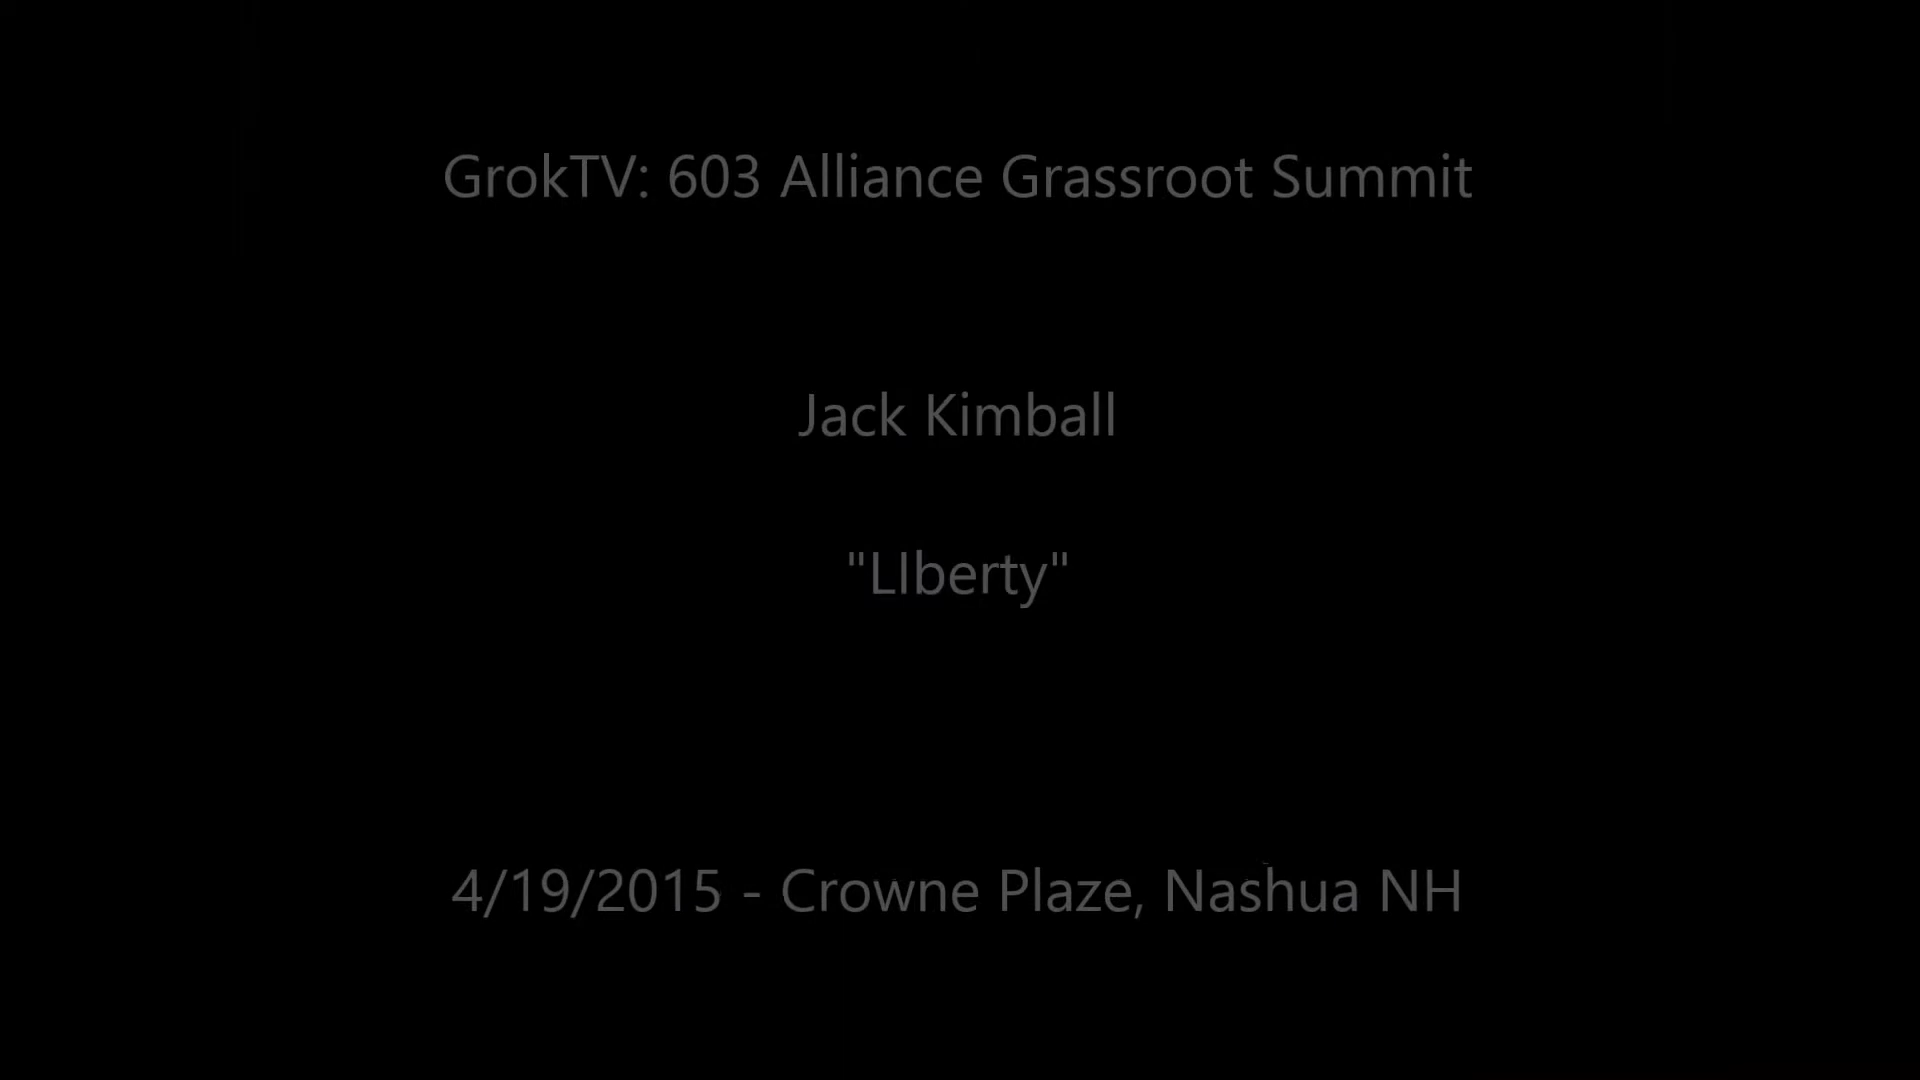 GrokTV: 603 Alliance Grassroot Summit
Jack Kimball
"LIberty"
4/19/2015 - Crowne Plaze, Nashua NH